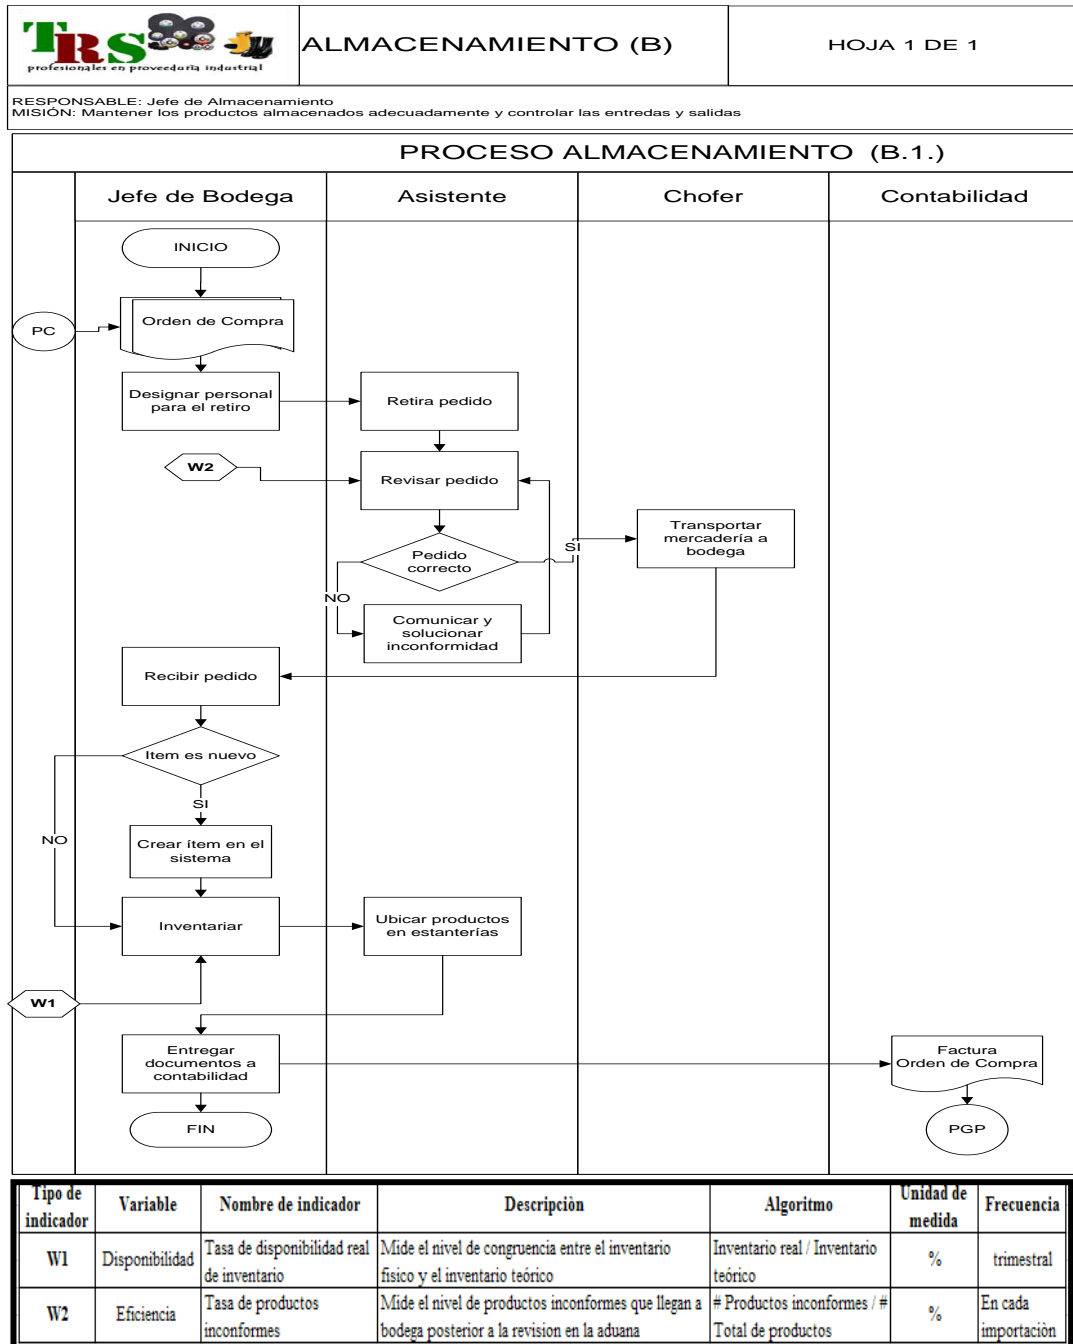 TRS
profesionales en proveeduria industrial
ALMACENAMIENTO (B)
HOJA 1 DE 1
RESPONSABLE: Jefe de Almacenamiento
MISIÓN: Mantener los productos almacenados adecuadamente y controlar las entredas y salidas
PROCESO ALMACENAMIENTO (B.1.)
Jefe de Bodega
Asistente
Chofer
Contabilidad
INICIO
PC
Orden de Compra
Designar personal
para el retiro
Retira pedido
W2
Revisar pedido
Pedido
correcto
SI
Transportar
mercadería a
bodega
NO
Comunicar y
solucionar
inconformidad
Recibir pedido
Item es nuevo
SI
NO
Crear ítem en el
sistema
Inventariar
Ubicar productos
en estanterías
W1
Entregar
documentos a
contabilidad
Factura
Orden de Compra
FIN
PGP
Tipo de indicador Variable Nombre de indicador Descripciòn Algoritmo Unidad de medida Frecuencia
W1 Disponibilidad Tasa de disponibilidad real de inventario Mide el nivel de congruencia entre el inventario fisico y el inventario teórico Inventario real / Inventario teórico % trimestral
W2 Eficiencia Tasa de productos inconformes Mide el nivel de productos inconformes que llegan a bodega posterior a la revision en la aduana # Productos inconformes / # Total de productos % En cada importaciòn